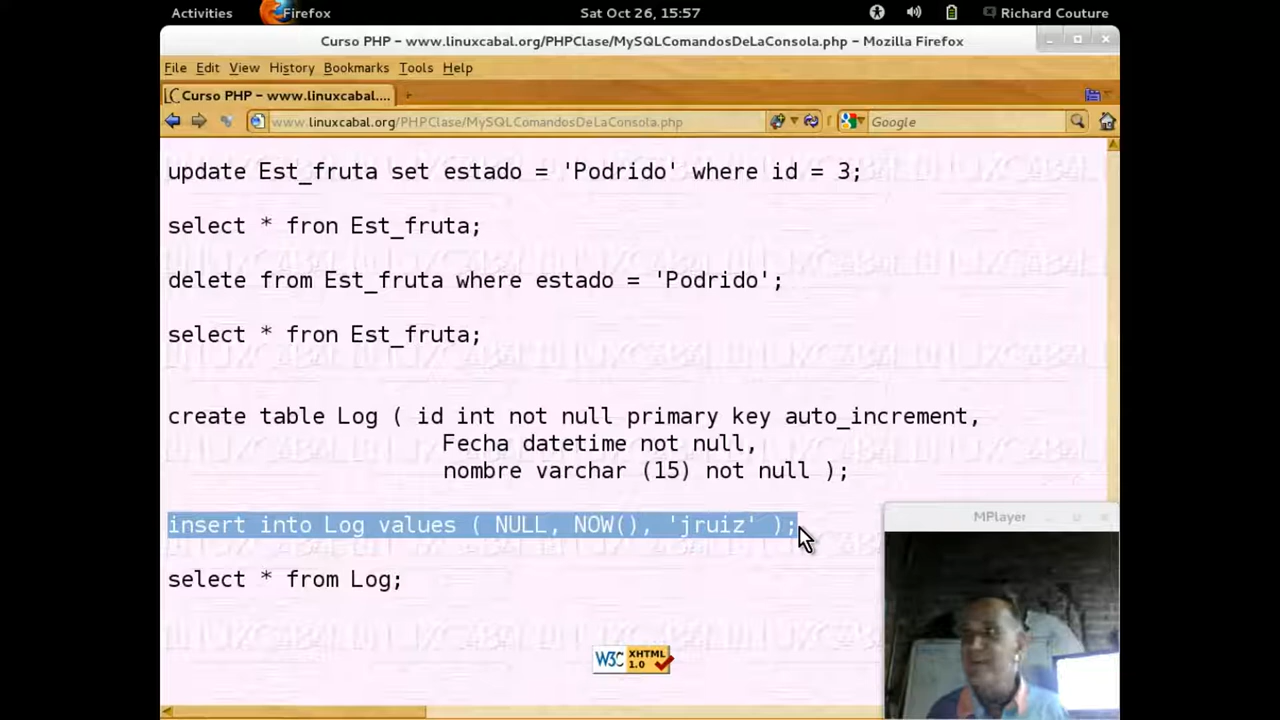 Activities Firefox Sat Oct 26, 15:57 Richard Couture
Curso PHP – www.linuxcabal.org/PHPClase/MySQLComandosDeLaConsola.php – Mozilla Firefox
File Edit View History Bookmarks Tools Help
Curso PHP – www.linuxcabal....
www.linuxcabal.org/PHPClase/MySQLComandosDeLaConsola.php Google
update Est_fruta set estado = 'Podrido' where id = 3;
select * fron Est_fruta;
delete from Est_fruta where estado = 'Podrido';
select * fron Est_fruta;
create table Log ( id int not null primary key auto_increment,
Fecha datetime not null,
nombre varchar (15) not null );
insert into Log values ( NULL, NOW(), 'jruiz' );
MPlayer
select * from Log;
W3C XHTML 1.0